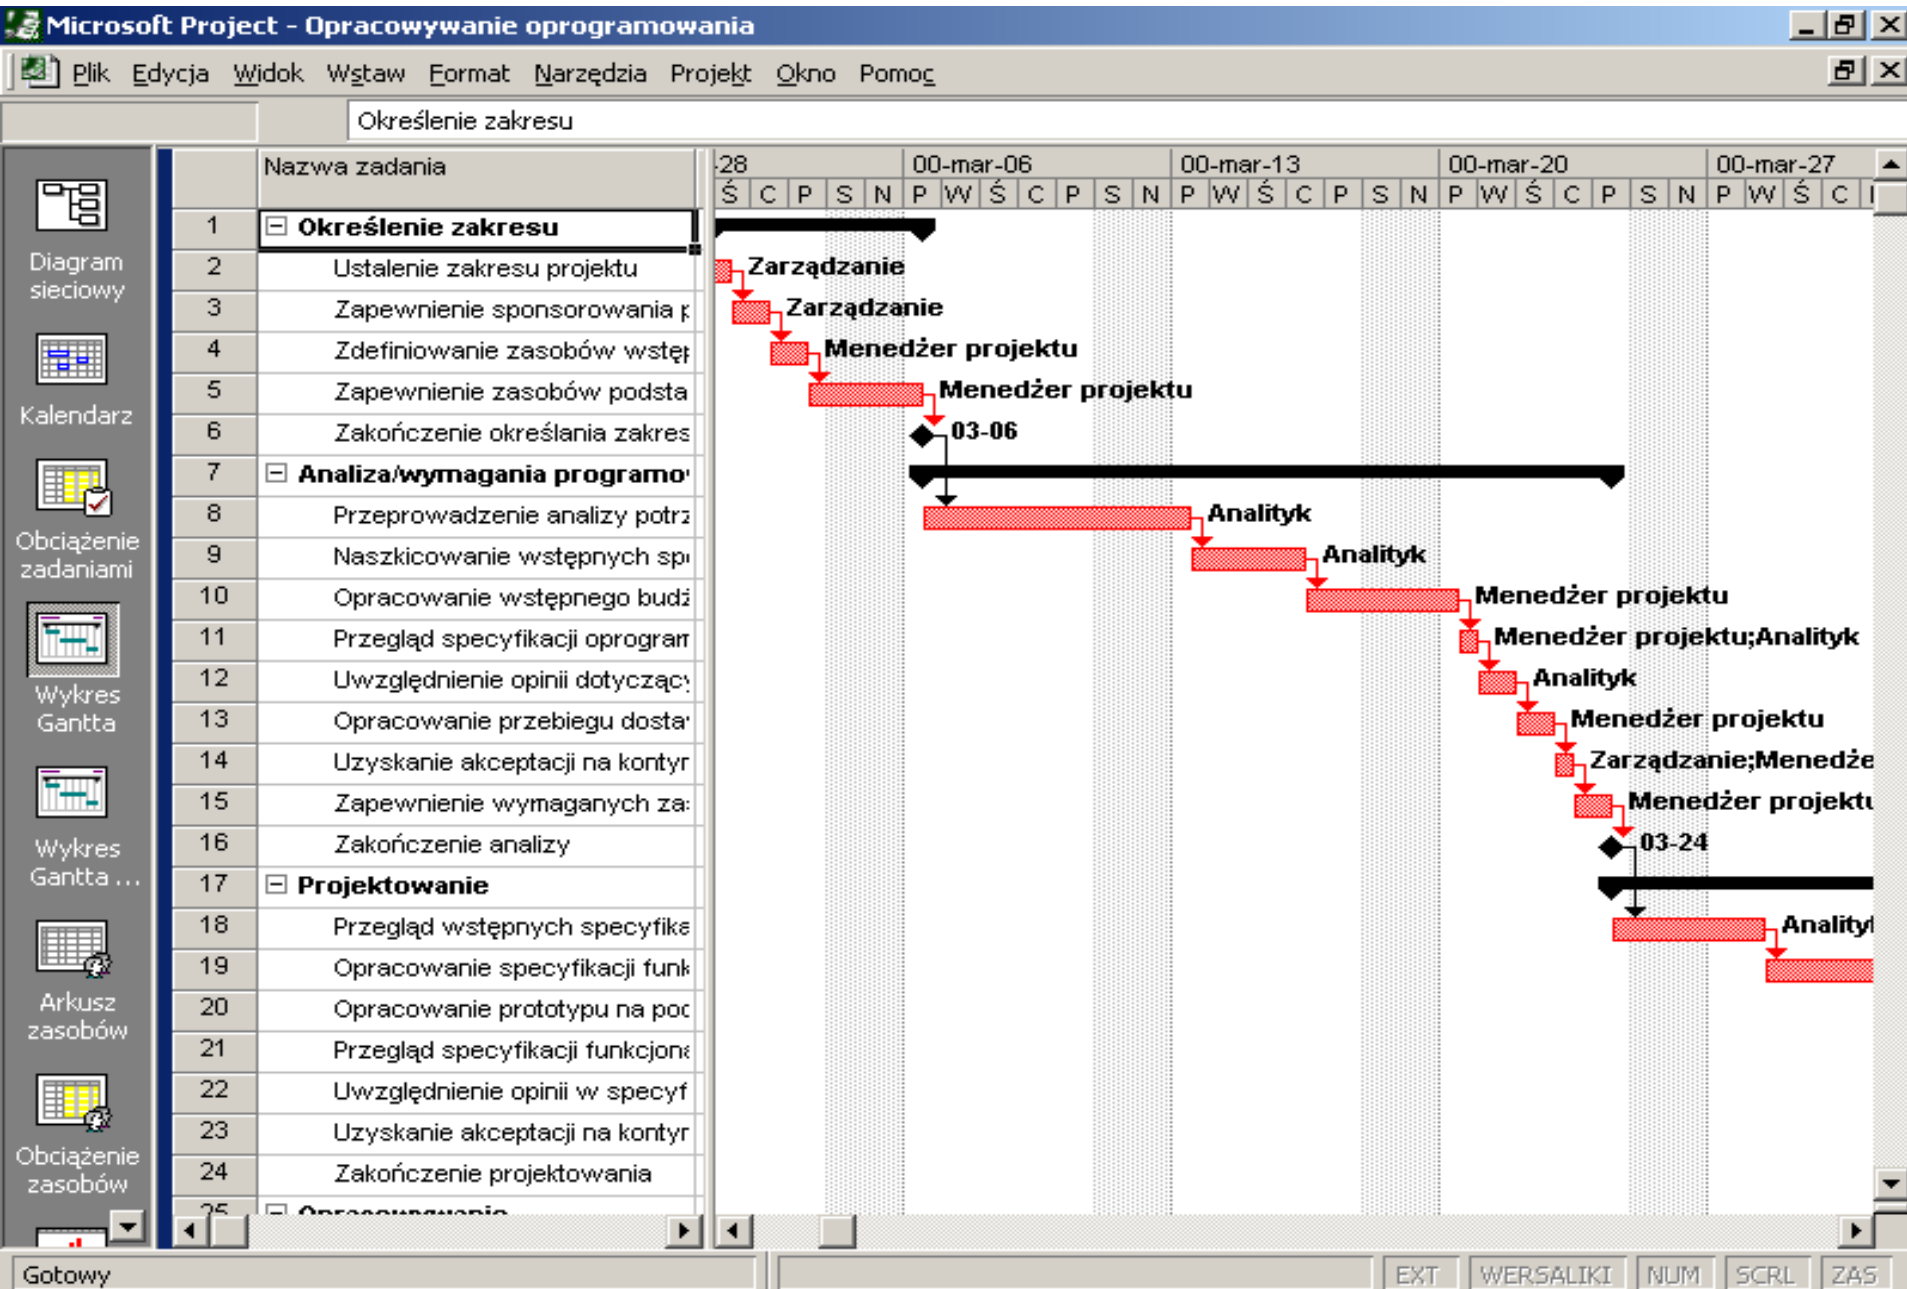 Microsoft Project - Opracowywanie oprogramowania
Plik Edycja Widok Wstaw Format Narzędzia Projekt Okno Pomoc
Określenie zakresu
Nazwa zadania
28 00-mar-06 00-mar-13 00-mar-20 00-mar-27
Ś C P S N P W Ś C P S N P W Ś C P S N P W Ś C P S N P W Ś C
1 Określenie zakresu
2 Ustalenie zakresu projektu Zarządzanie
3 Zapewnienie sponsorowania Zarządzanie
4 Zdefiniowanie zasobów wstęp Menedżer projektu
5 Zapewnienie zasobów podsta Menedżer projektu
6 Zakończenie określania zakres 03-06
7 Analiza/wymagania programo
8 Przeprowadzenie analizy potrz Analityk
9 Naszkicowanie wstępnych Analityk
10 Opracowanie wstępnego budż Menedżer projektu
11 Przegląd specyfikacji oprogram Menedżer projektu;Analityk
12 Uwzględnienie opinii dotycząc Analityk
13 Opracowanie przebiegu dosta Menedżer projektu
14 Uzyskanie akceptacji na kontyn Zarządzanie;Menedże
15 Zapewnienie wymaganych za Menedżer projektu
16 Zakończenie analizy 03-24
17 Projektowanie
18 Przegląd wstępnych specyfika Analityk
19 Opracowanie specyfikacji funk
20 Opracowanie prototypu na pod
21 Przegląd specyfikacji funkcjona
22 Uwzględnienie opinii w specyf
23 Uzyskanie akceptacji na kontyn
24 Zakończenie projektowania
25 Opracowywanie
Diagram
sieciowy
Kalendarz
Obciążenie
zadaniami
Wykres
Gantta
Wykres
Gantta ...
Arkusz
zasobów
Obciążenie
zasobów
Gotowy
EXT WERSALIKI NUM SCRL ZAS